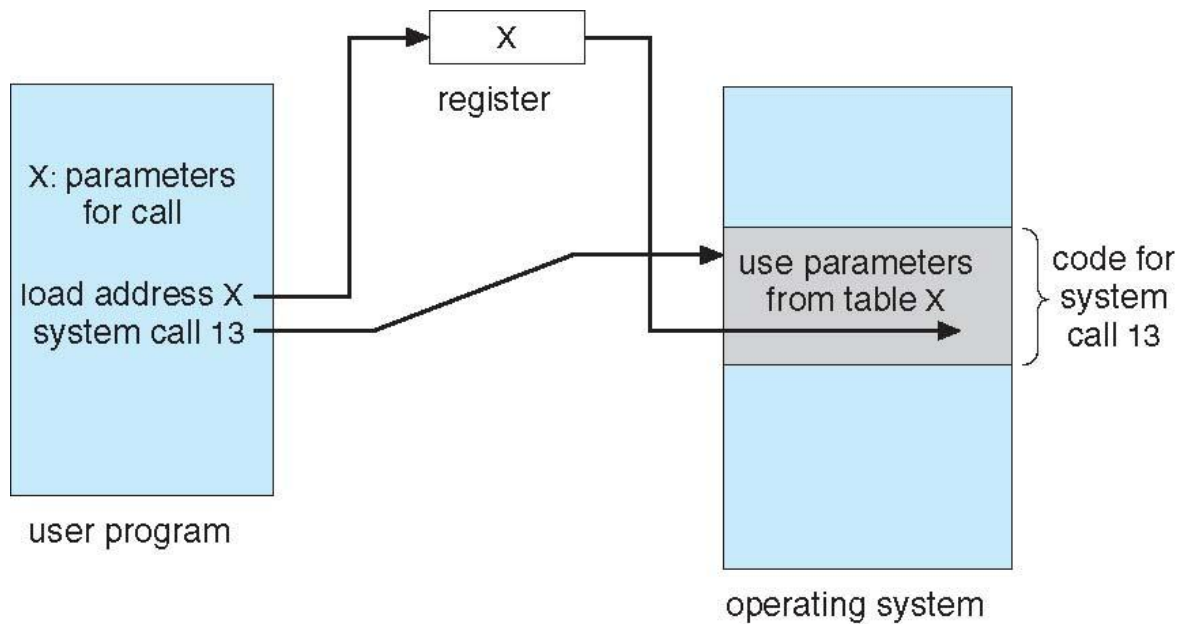 X
register
X: parameters
for call
load address X
system call 13
user program
use parameters
from table X
code for
system
call 13
operating system